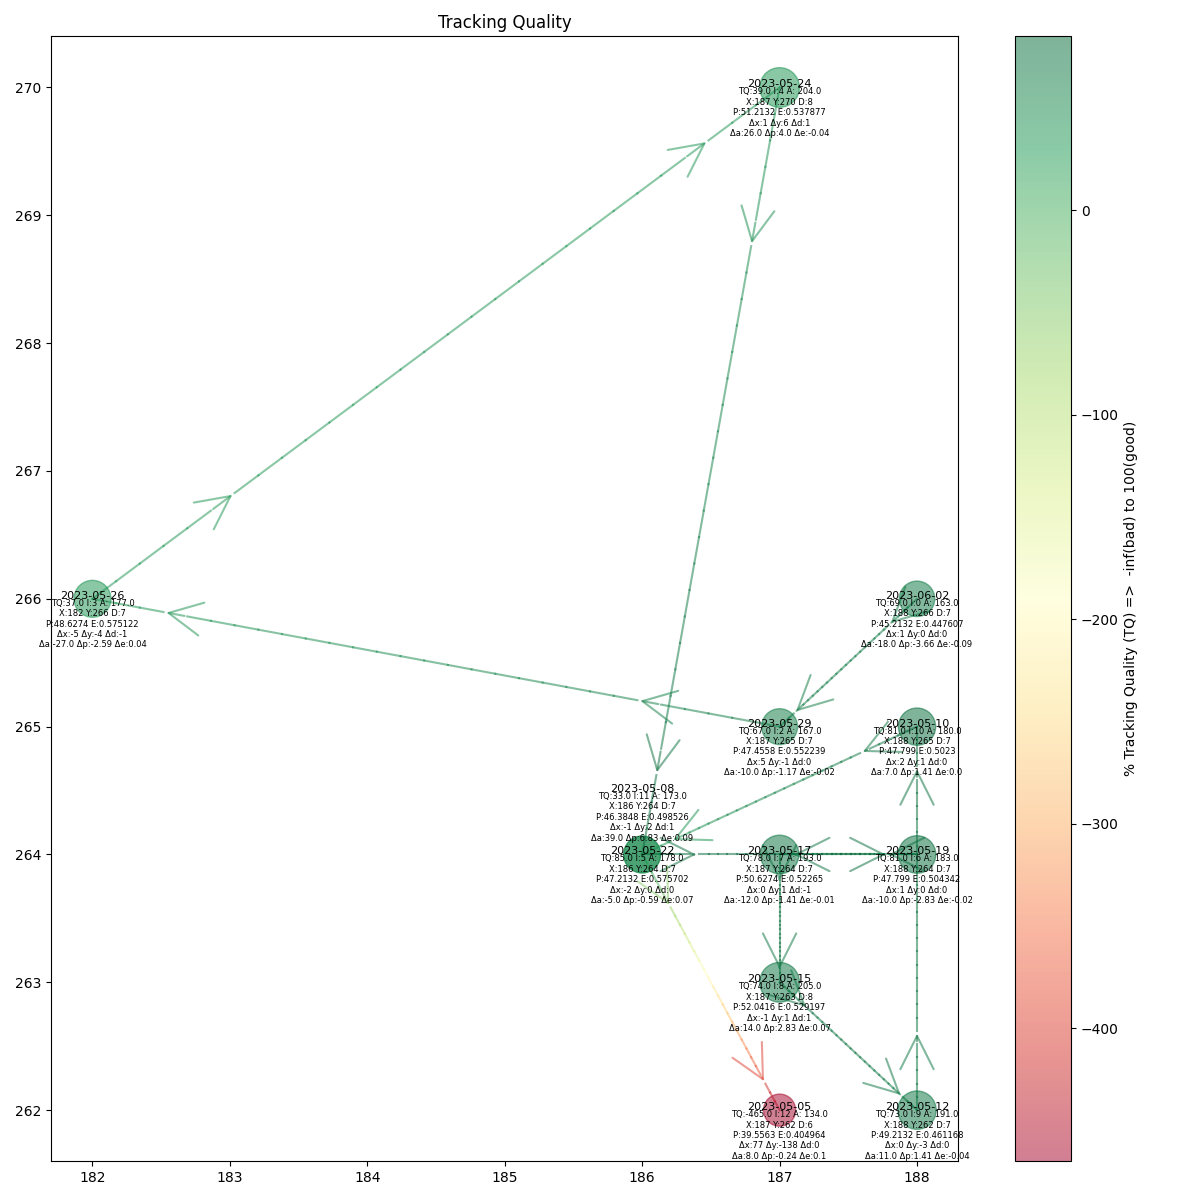 Tracking Quality
270
269
268
267
266
265
264
263
262
182
183
184
185
186
187
188
2023-05-24
TQ:39.0 I:4 A: 204.0
X:187 Y:270 D:8
P:51.2132 E:0.537877
Δx:1 Δy:6 Δd:1
Δa:26.0 Δp:4.0 Δe:-0.04
2023-05-26
TQ:37.0 I:3 A: 177.0
X:182 Y:266 D:7
P:48.6274 E:0.575122
Δx:-5 Δy:-4 Δd:-1
Δa:-27.0 Δp:-2.59 Δe:0.04
2023-06-02
TQ:69.0 I:0 A: 163.0
X:188 Y:266 D:7
P:45.2132 E:0.447607
Δx:1 Δy:0 Δd:0
Δa:-18.0 Δp:-3.66 Δe:-0.09
2023-05-29
TQ:67.0 I:2 A: 167.0
X:187 Y:265 D:7
P:47.4558 E:0.552239
Δx:5 Δy:-1 Δd:0
Δa:-10.0 Δp:-1.17 Δe:-0.02
2023-05-10
TQ:81.0 I:10 A: 180.0
X:188 Y:265 D:7
P:47.799 E:0.5023
Δx:2 Δy:1 Δd:0
Δa:7.0 Δp:1.41 Δe:0.0
2023-05-08
TQ:33.0 I:11 A: 173.0
X:186 Y:264 D:7
P:46.3848 E:0.498526
Δx:-1 Δy:2 Δd:1
Δa:39.0 Δp:6.83 Δe:0.09
2023-05-22
TQ:85.0 I:5 A: 178.0
X:186 Y:264 D:7
P:47.2132 E:0.575702
Δx:-2 Δy:0 Δd:0
Δa:-5.0 Δp:-0.59 Δe:0.07
2023-05-17
TQ:78.0 I:7 A: 193.0
X:187 Y:264 D:7
P:50.6274 E:0.52265
Δx:0 Δy:1 Δd:-1
Δa:-12.0 Δp:-1.41 Δe:-0.01
2023-05-19
TQ:81.0 I:6 A: 183.0
X:188 Y:264 D:7
P:47.799 E:0.504342
Δx:1 Δy:0 Δd:0
Δa:-10.0 Δp:-2.83 Δe:-0.02
2023-05-15
TQ:74.0 I:8 A: 205.0
X:187 Y:263 D:8
P:52.0416 E:0.529197
Δx:-1 Δy:1 Δd:1
Δa:14.0 Δp:2.83 Δe:0.07
2023-05-05
TQ:-465.0 I:12 A: 134.0
X:187 Y:262 D:6
P:39.5563 E:0.404964
Δx:77 Δy:-138 Δd:0
Δa:8.0 Δp:-0.24 Δe:0.1
2023-05-12
TQ:73.0 I:9 A: 191.0
X:188 Y:262 D:7
P:49.2132 E:0.461168
Δx:0 Δy:-3 Δd:0
Δa:11.0 Δp:1.41 Δe:-0.04
0
−100
−200
−300
−400
% Tracking Quality (TQ) => -inf(bad) to 100(good)